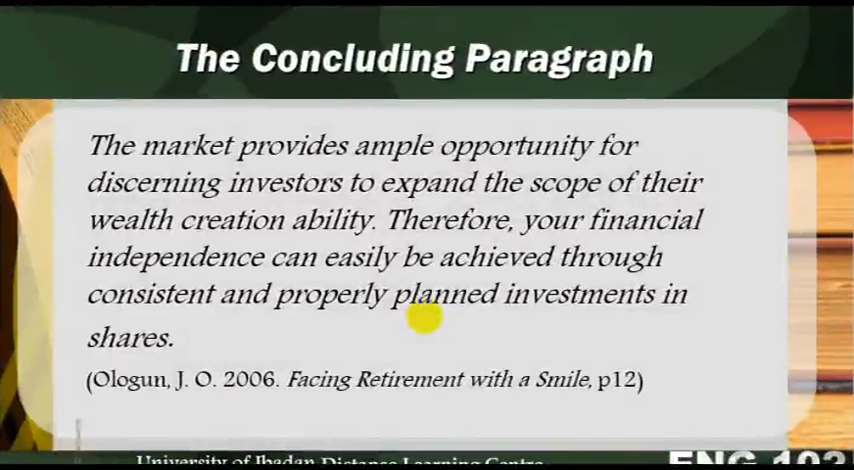 The Concluding Paragraph
The market provides ample opportunity for
discerning investors to expand the scope of their
wealth creation ability. Therefore, your financial
independence can easily be achieved through
consistent and properly planned investments in
shares.
(Ologun, J. O. 2006. Facing Retirement with a Smile, p12)
University of Ibadan Distance Learning Centre
ENG 102